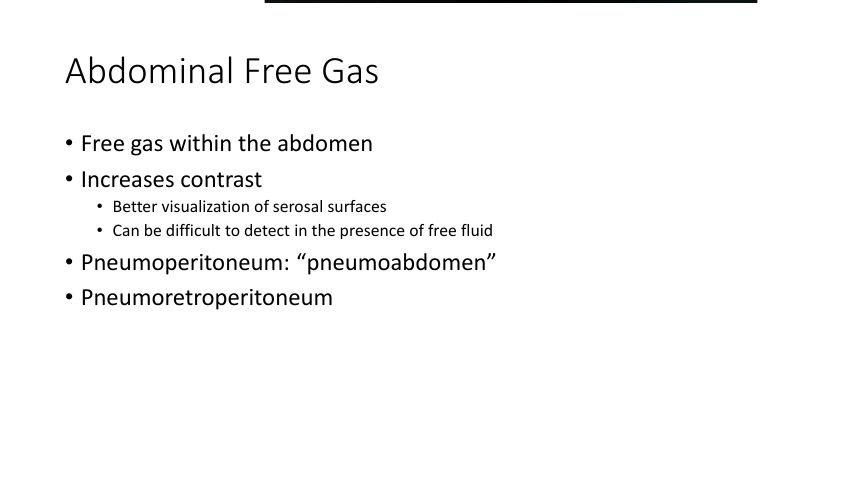 Abdominal Free Gas
• Free gas within the abdomen
• Increases contrast
• Better visualization of serosal surfaces
• Can be difficult to detect in the presence of free fluid
• Pneumoperitoneum: “pneumoabdomen”
• Pneumoretroperitoneum